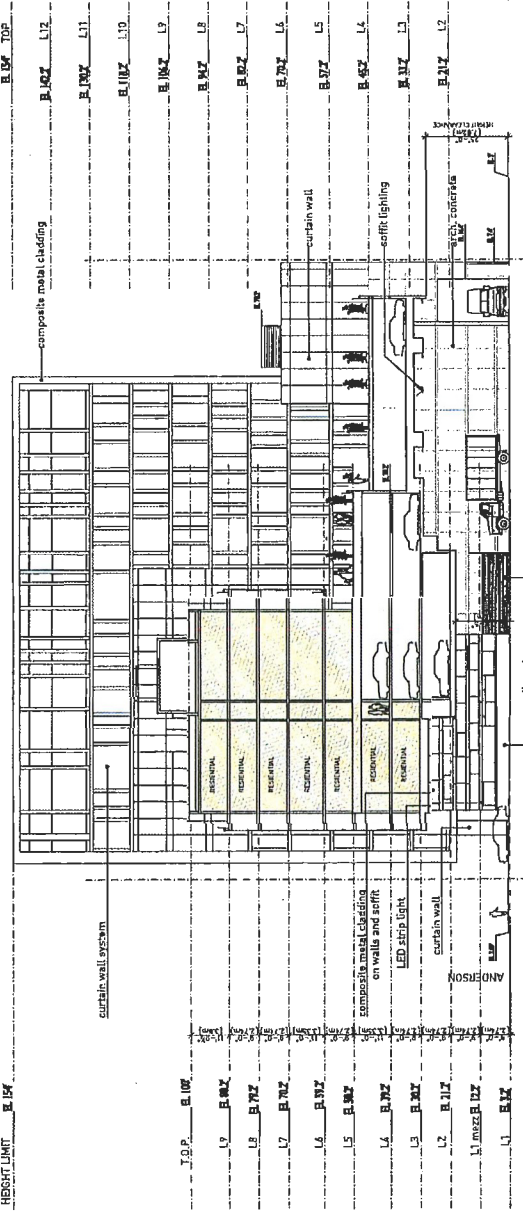 HEIGHT LIMIT EL 154'
T.O.P. EL 100'
L9 EL 88.2'
L8 EL 79.2'
L7 EL 70.2'
L6 EL 59.2'
L5 EL 50.2'
L4 EL 39.2'
L3 EL 30.2'
L2 EL 21.2'
L1 mezz EL 12.2'
L1 EL 3.2'
ANDERSON
curtain wall system
composite metal cladding
on walls and soffit
LED strip light
curtain wall
RESIDENTIAL
RESIDENTIAL
RESIDENTIAL
RESIDENTIAL
RESIDENTIAL
RESIDENTIAL
RESIDENTIAL
composite metal cladding
curtain wall
soffit lighting
arch. concrete
HEIGHT CLEARANCE
EL 154' TOP
EL 142.2' L12
EL 130.2' L11
EL 118.2' L10
EL 106.2' L9
EL 94.2' L8
EL 82.2' L7
EL 70.2' L6
EL 57.2' L5
EL 45.2' L4
EL 33.2' L3
EL 21.2' L2